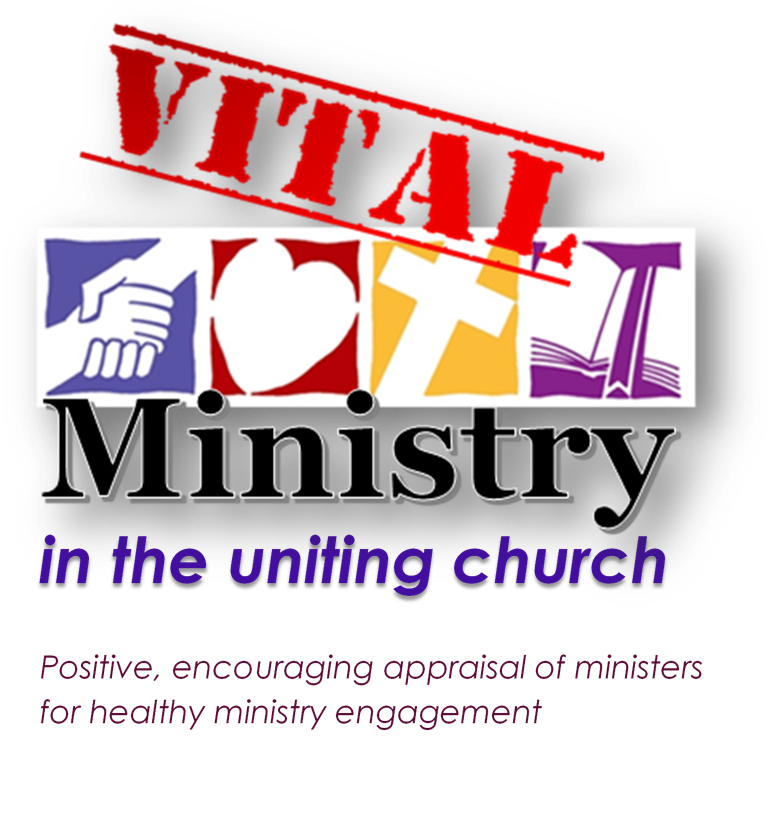 VITAL
Ministry
in the uniting church
Positive, encouraging appraisal of ministers
for healthy ministry engagement